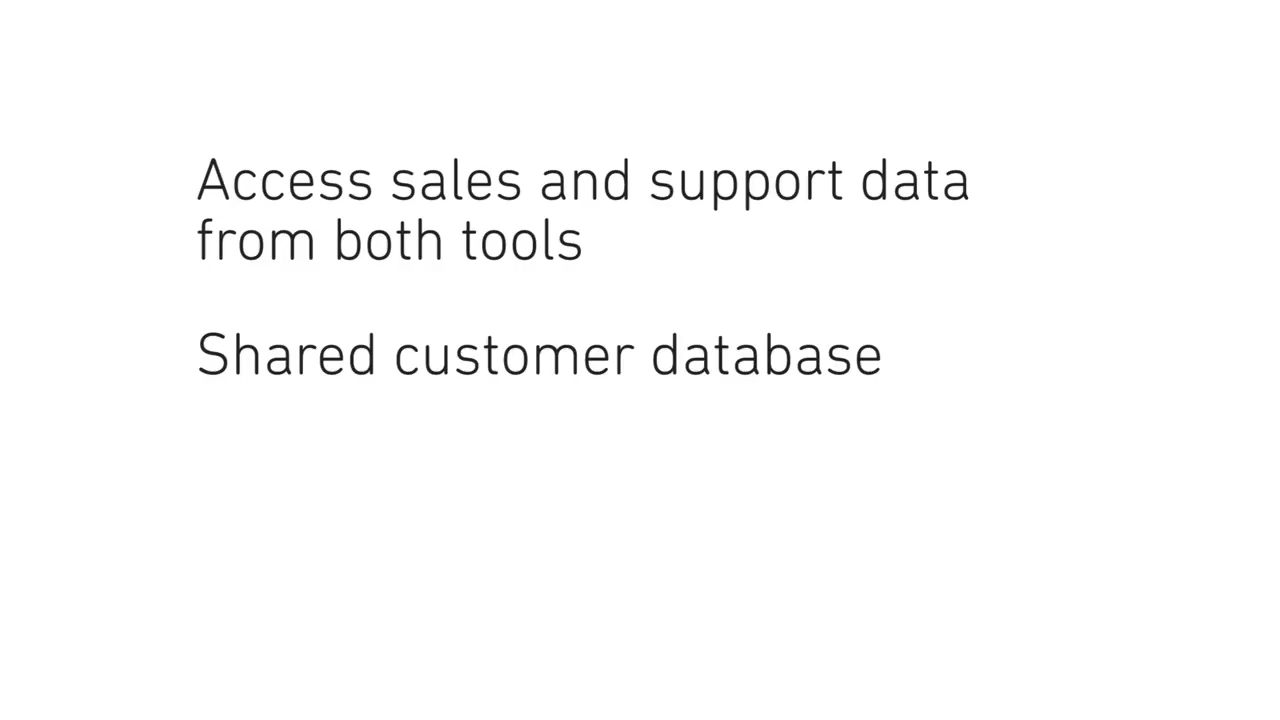 Access sales and support data
from both tools
Shared customer database